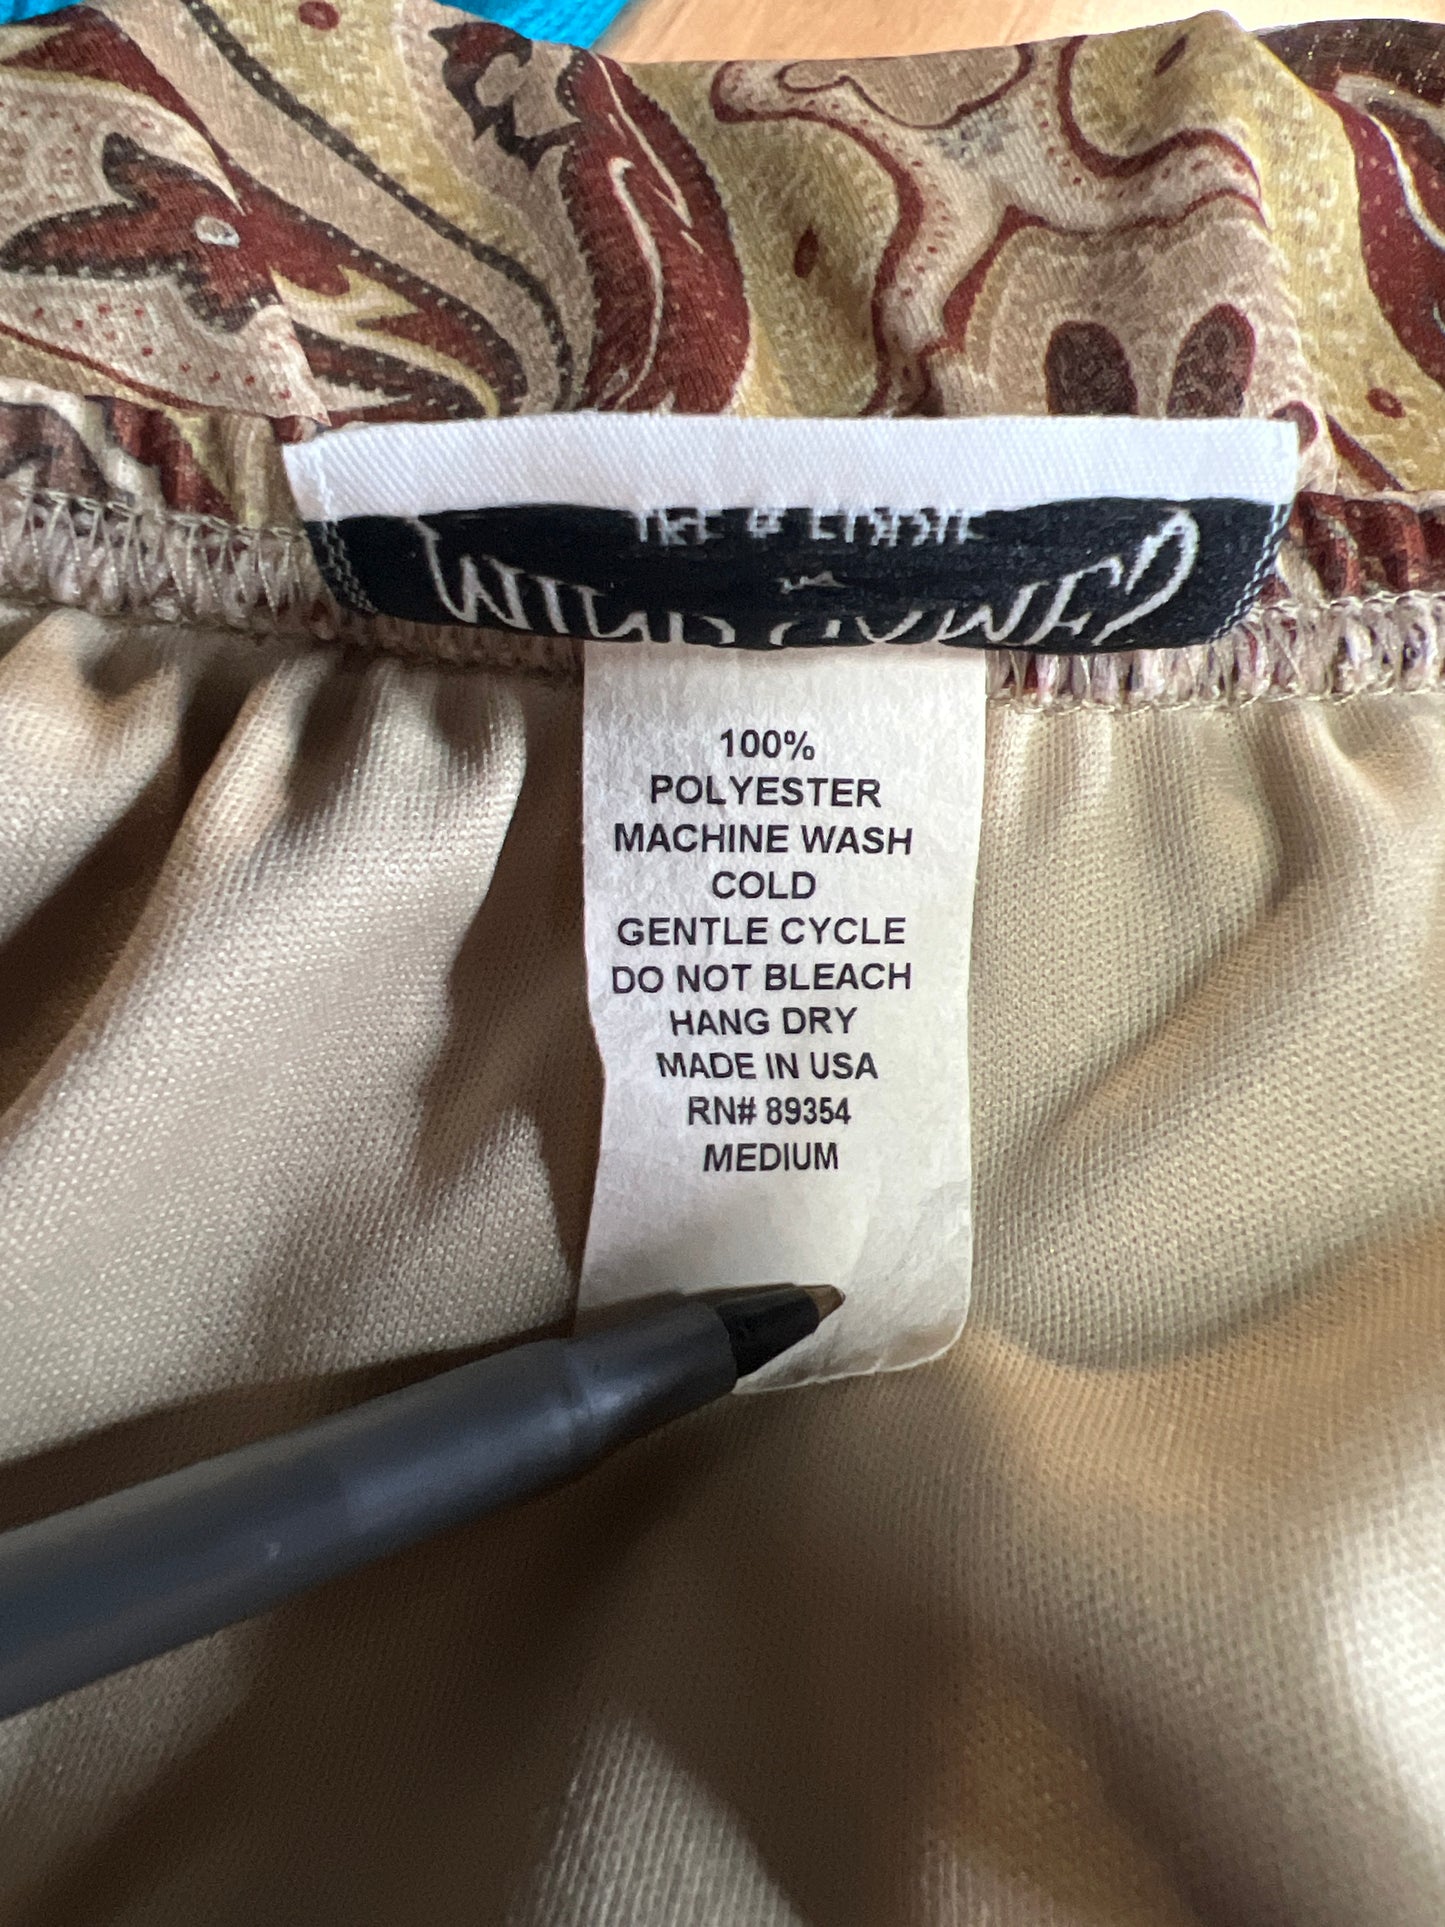 100%
POLYESTER
MACHINE WASH
COLD
GENTLE CYCLE
DO NOT BLEACH
HANG DRY
MADE IN USA
RN# 89354
MEDIUM